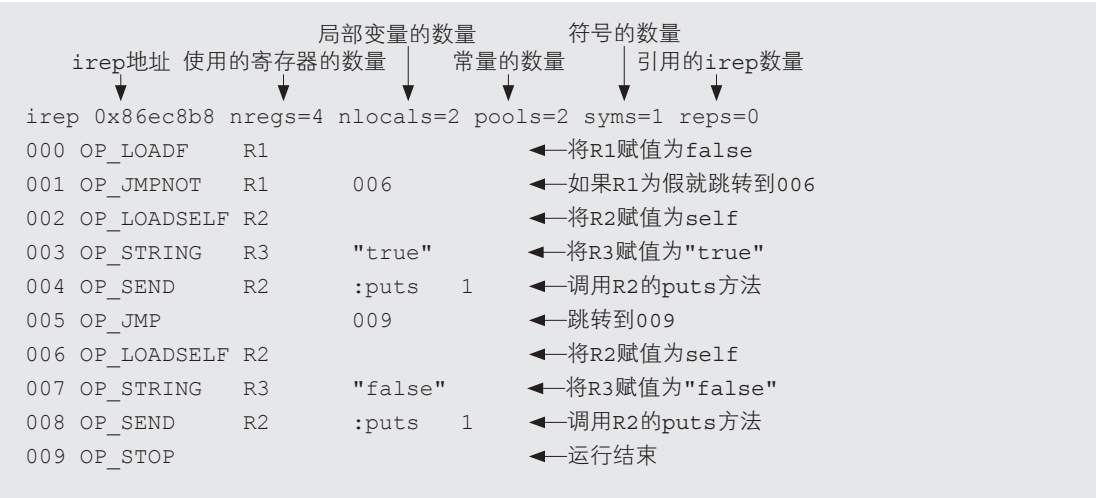 局部变量的数量 符号的数量
irep地址 使用的寄存器的数量 常量的数量 引用的irep数量
irep 0x86ec8b8 nregs=4 nlocals=2 pools=2 syms=1 reps=0
000 OP_LOADF R1 将R1赋值为false
001 OP_JMPNOT R1 006 如果R1为假就跳转到006
002 OP_LOADSELF R2 将R2赋值为self
003 OP_STRING R3 "true" 将R3赋值为"true"
004 OP_SEND R2 :puts 1 调用R2的puts方法
005 OP_JMP 009 跳转到009
006 OP_LOADSELF R2 将R2赋值为self
007 OP_STRING R3 "false" 将R3赋值为"false"
008 OP_SEND R2 :puts 1 调用R2的puts方法
009 OP_STOP 运行结束